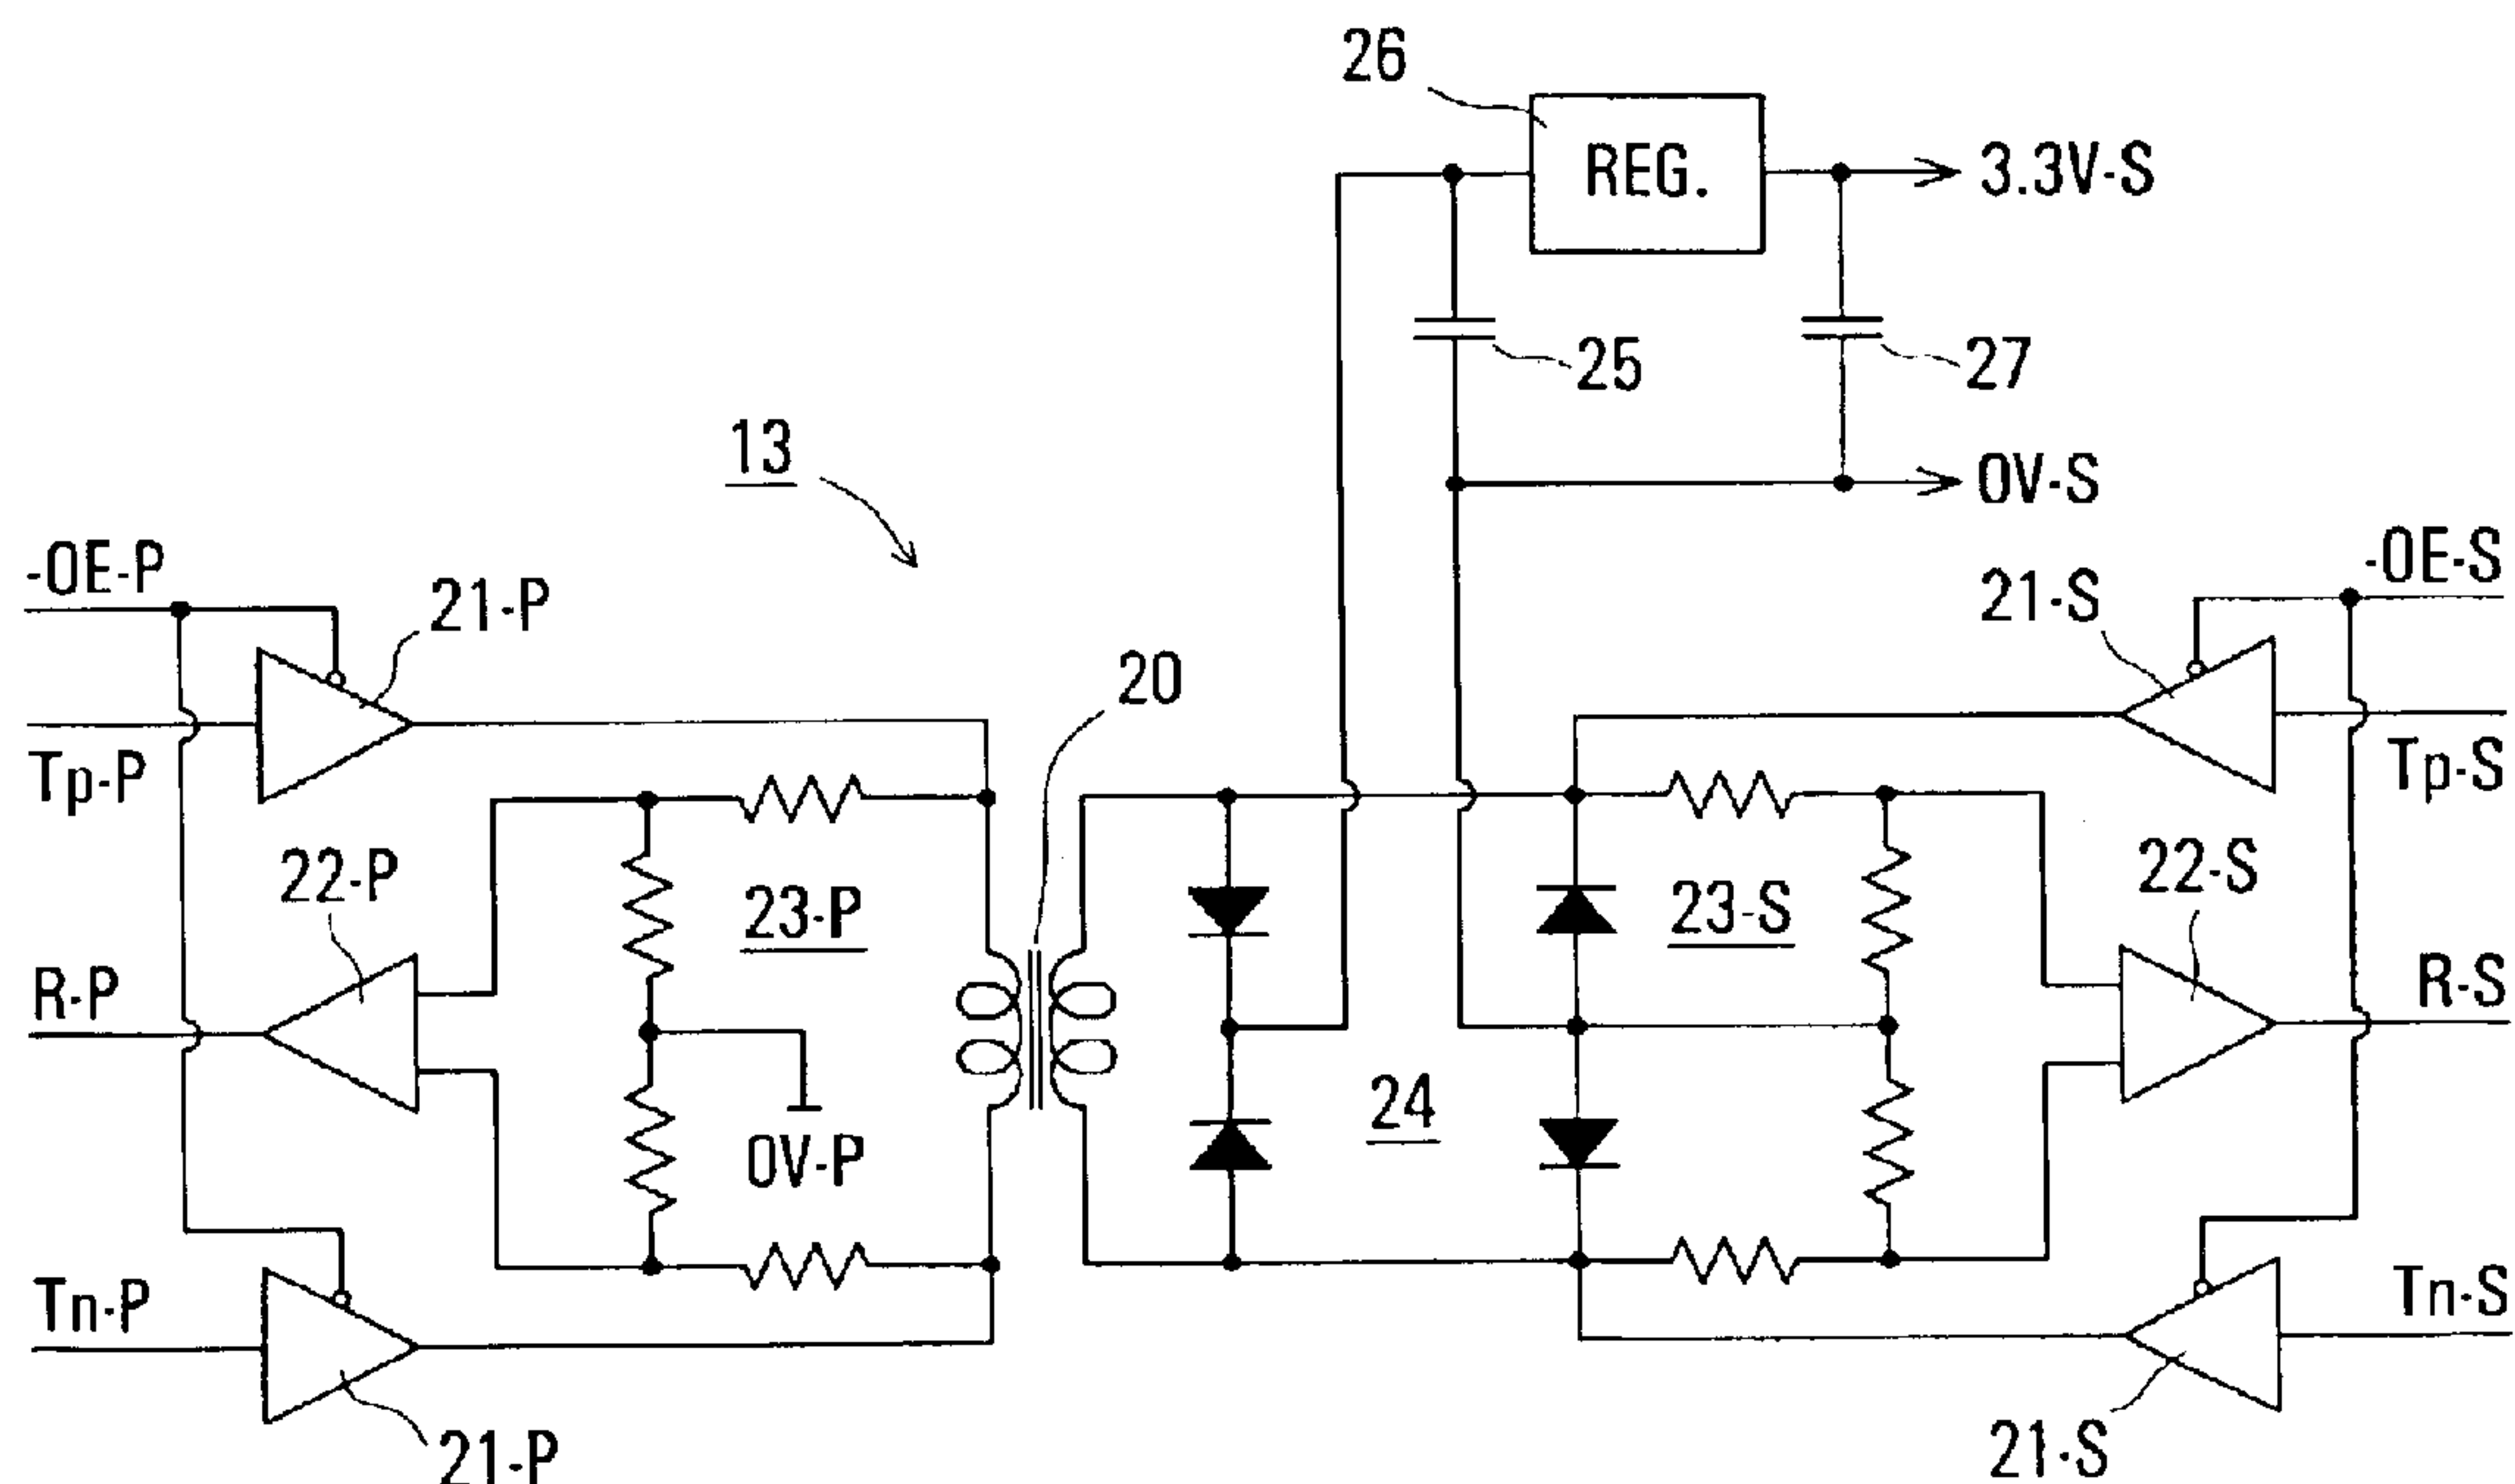 26
REG.
3.3V-S
25
27
13
0V-S
-OE-P
-OE-S
21-P
21-S
20
Tp-P
Tp-S
22-P
23-P
23-S
22-S
R-P
R-S
24
0V-P
Tn-P
Tn-S
21-P
21-S